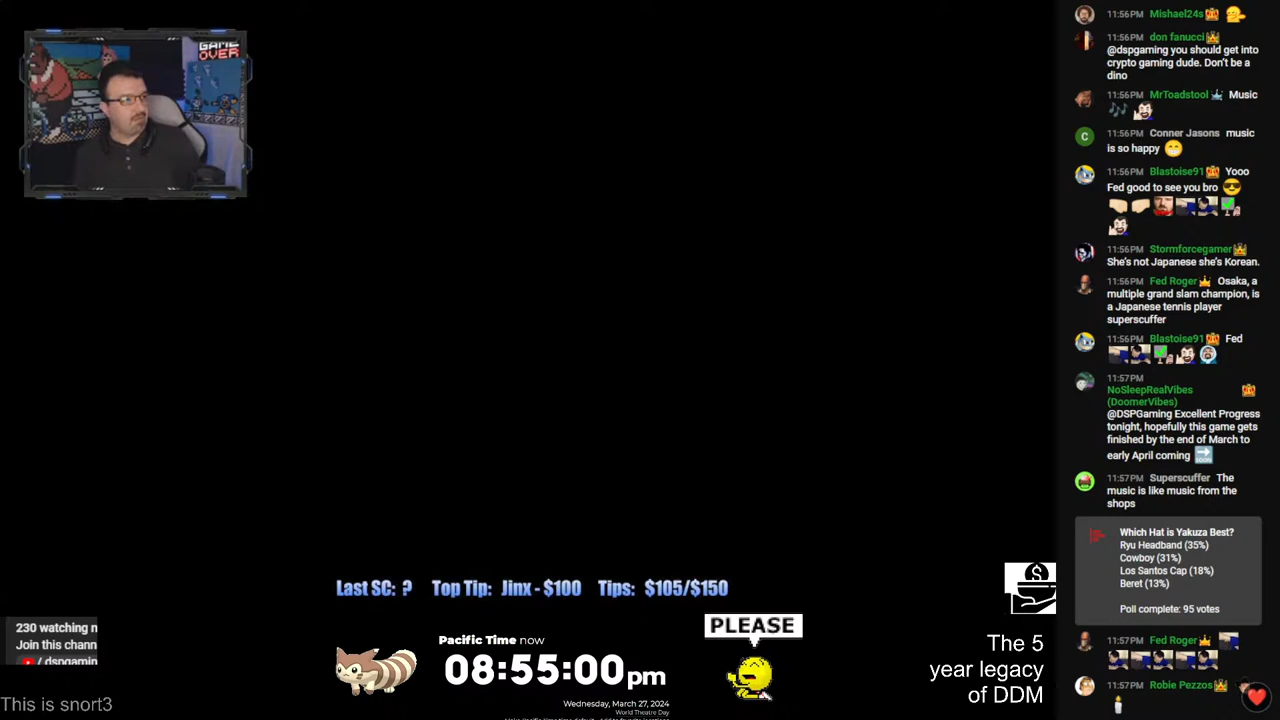 GAME
OVER
11:56PM Mishael24s
11:56PM don fanucci
@dspgaming you should get into
crypto gaming dude. Don't be a
dino
11:56PM MrToadstool Music
11:56PM Conner Jasons music
is so happy
11:56PM Blastoise91 Yooo
Fed good to see you bro
11:56PM Stormforcegamer
She's not Japanese she's Korean.
11:56PM Fed Roger Osaka, a
multiple grand slam champion, is
a Japanese tennis player
superscuffer
11:56PM Blastoise91 Fed
11:57PM
NoSleepRealVibes
(DoomerVibes)
@DSPGaming Excellent Progress
tonight, hopefully this game gets
finished by the end of March to
early April coming
11:57PM Superscuffer The
music is like music from the
shops
Which Hat is Yakuza Best?
Ryu Headband (35%)
Cowboy (31%)
Los Santos Cap (18%)
Beret (13%)
Poll complete: 95 votes
11:57PM Fed Roger
11:57PM Robie Pezzos
Last SC: ? Top Tip: Jinx - $100 Tips: $105/$150
230 watching n
Join this chann
/ dspgamin
This is snort3
Pacific Time now
08:55:00pm
Wednesday, March 27, 2024
World Theatre Day
PLEASE
The 5
year legacy
of DDM